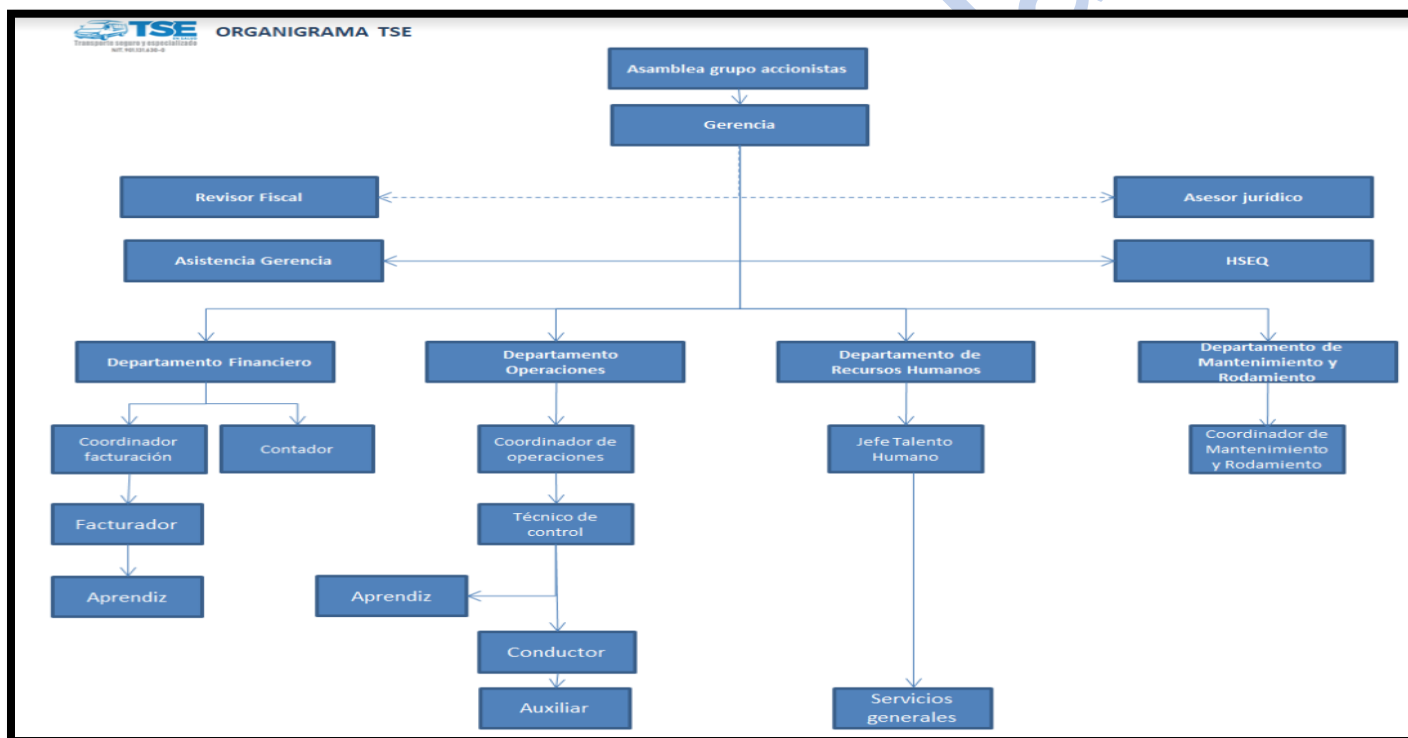 TSE
ORGANIGRAMA TSE
Transporte seguro y especializado
Asamblea grupo accionistas
Gerencia
Revisor Fiscal
Asesor jurídico
Asistencia Gerencia
HSEQ
Departamento Financiero
Departamento
Operaciones
Departamento de
Recursos Humanos
Departamento de
Mantenimiento y
Rodamiento
Coordinador
facturación
Contador
Coordinador de
operaciones
Jefe Talento
Humano
Coordinador de
Mantenimiento
y Rodamiento
Facturador
Técnico de
control
Aprendiz
Aprendiz
Conductor
Auxiliar
Servicios
generales